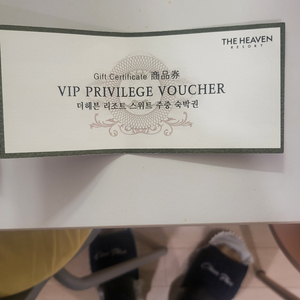 THE HEAVEN
RESORT
Gift Certificate 商品券
VIP PRIVILEGE VOUCHER
더헤븐 리조트 스위트 주중 숙박권